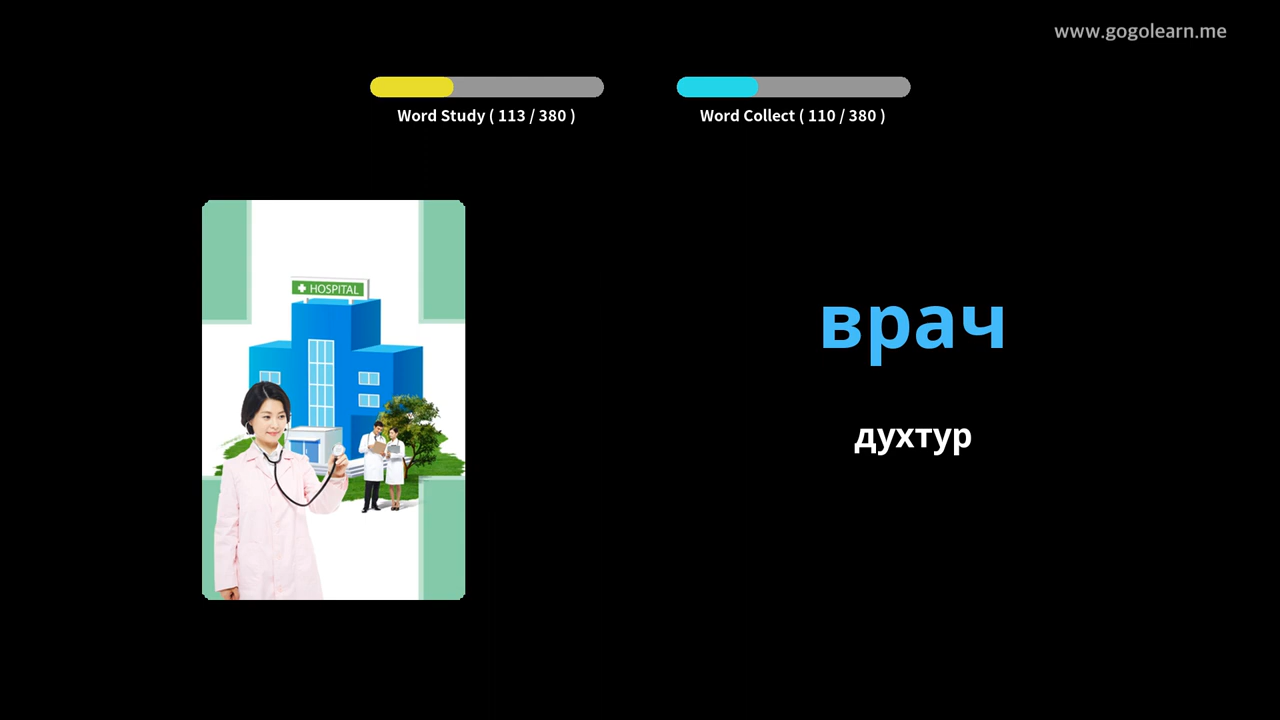 www.gogolearn.me
Word Study ( 113 / 380 )
Word Collect ( 110 / 380 )
HOSPITAL
врач
духтур